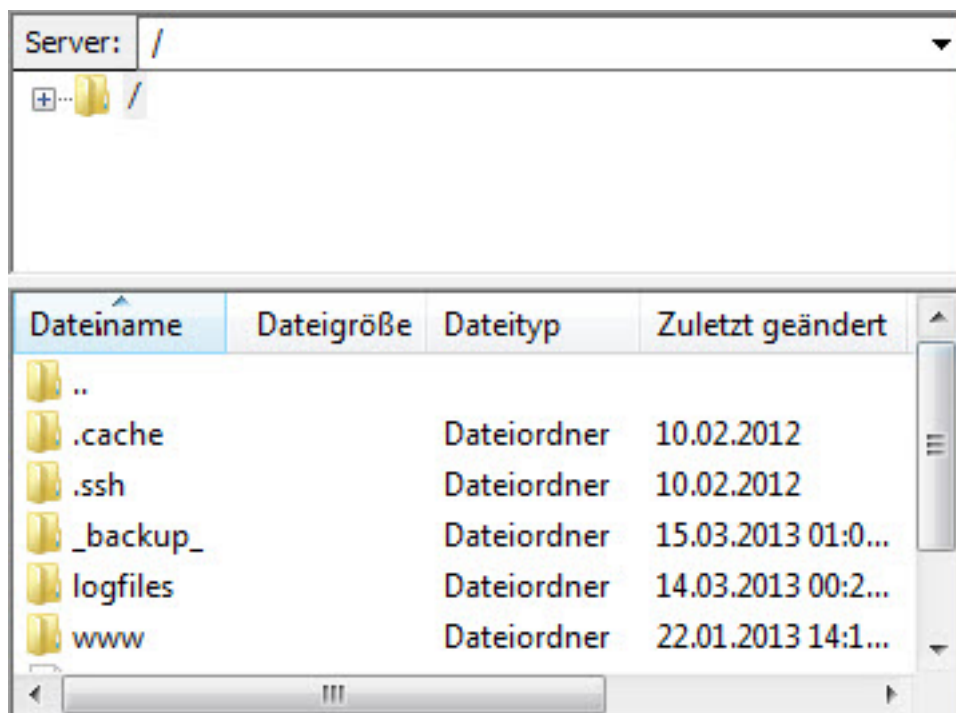 Server: /
/
Dateiname Dateigröße Dateityp Zuletzt geändert
..
.cache Dateiordner 10.02.2012
.ssh Dateiordner 10.02.2012
_backup_ Dateiordner 15.03.2013 01:0...
logfiles Dateiordner 14.03.2013 00:2...
www Dateiordner 22.01.2013 14:1...